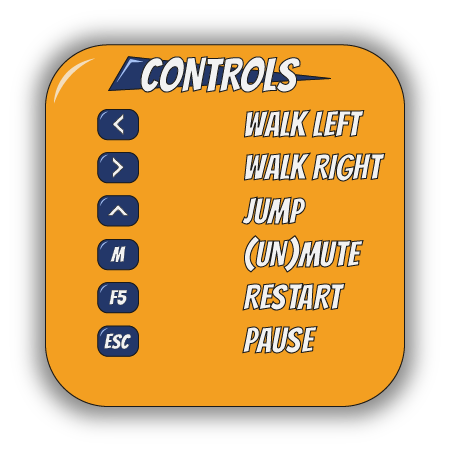 CONTROLS
< WALK LEFT
> WALK RIGHT
^ JUMP
M (UN)MUTE
F5 RESTART
ESC PAUSE